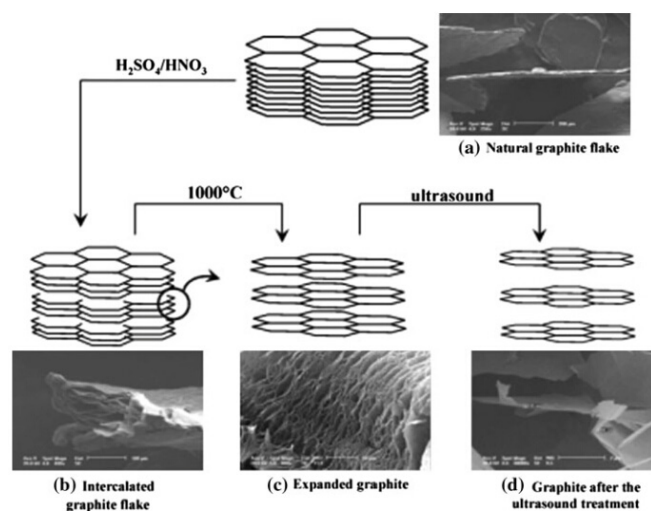 H₂SO₄/HNO₃
(a) Natural graphite flake
1000°C
ultrasound
(b) Intercalated
graphite flake
(c) Expanded graphite
(d) Graphite after the
ultrasound treatment